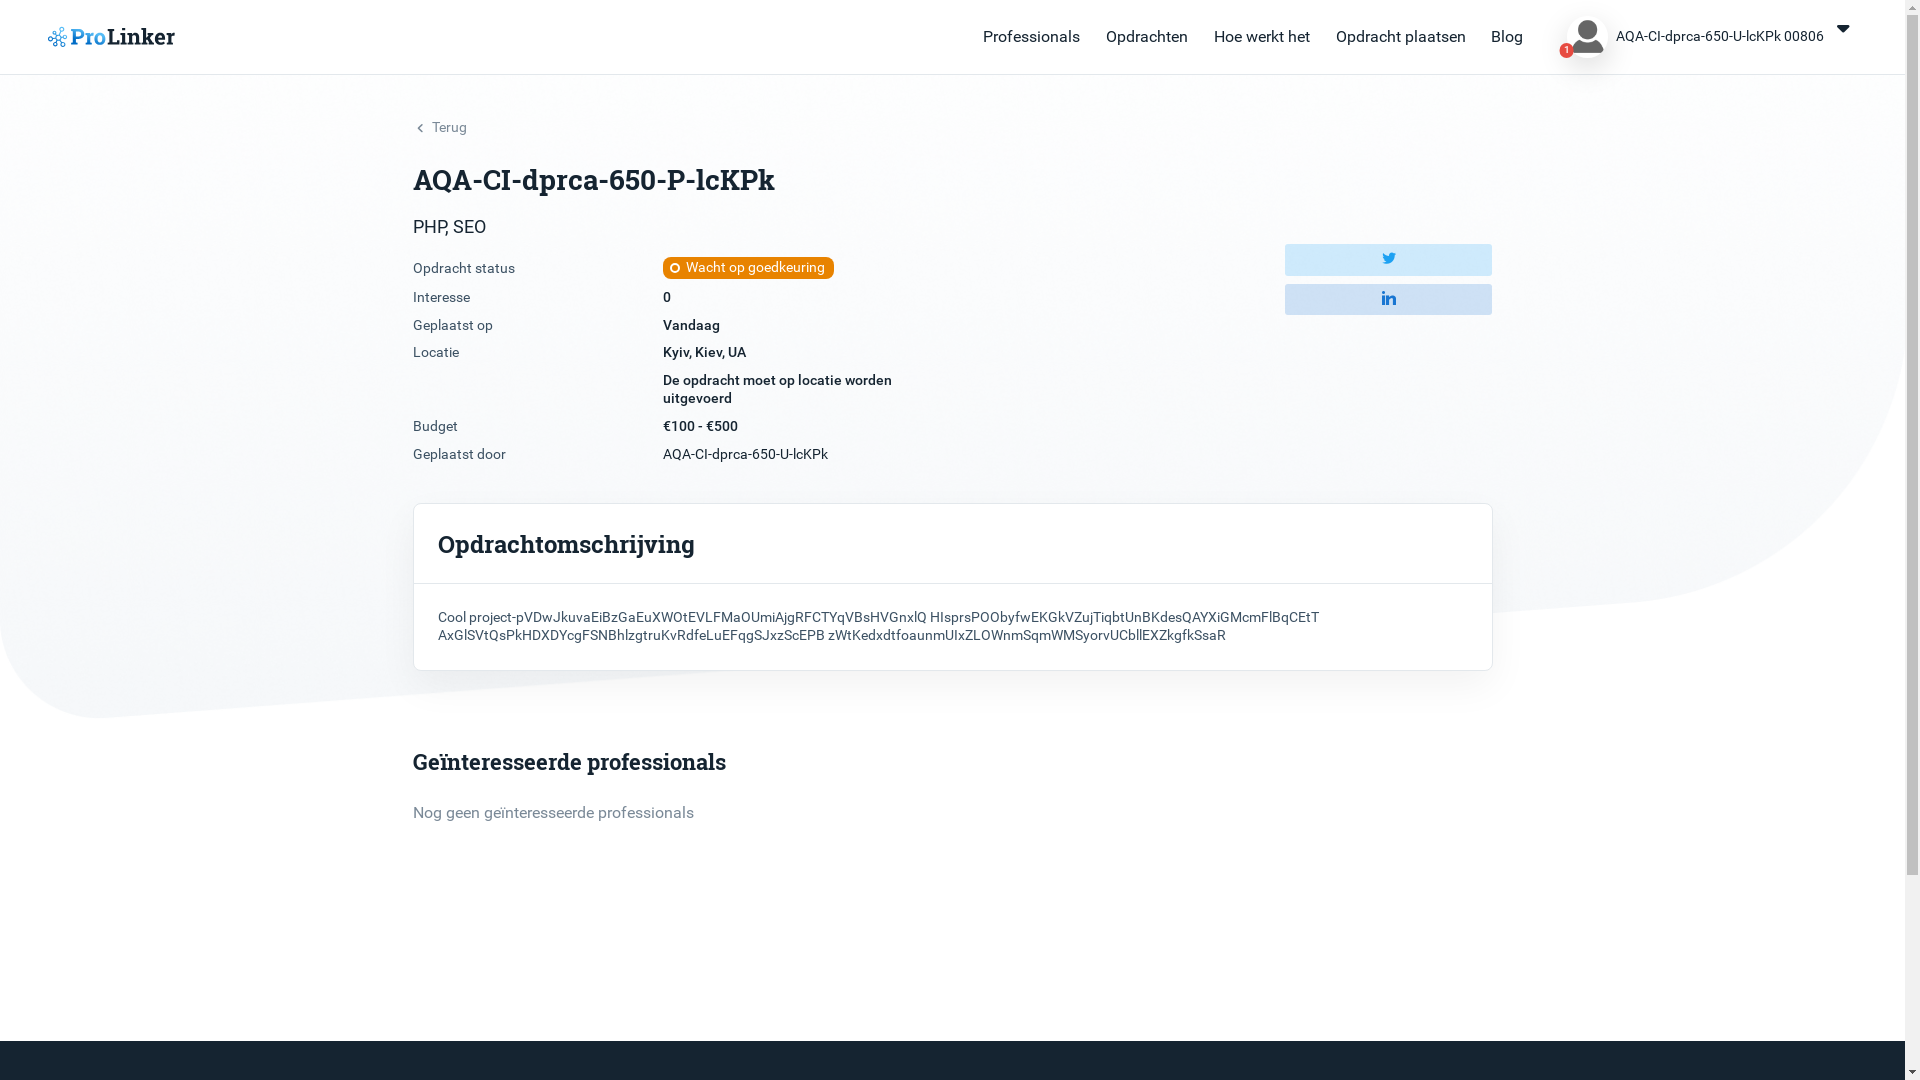 ProLinker
Professionals Opdrachten Hoe werkt het Opdracht plaatsen Blog 1 AQA-CI-dprca-650-U-lcKPk 00806
Terug
AQA-CI-dprca-650-P-lcKPk
PHP, SEO
Opdracht status Wacht op goedkeuring
Interesse 0
Geplaatst op Vandaag
Locatie Kyiv, Kiev, UA
De opdracht moet op locatie worden
uitgevoerd
Budget €100 - €500
Geplaatst door AQA-CI-dprca-650-U-lcKPk
Opdrachtomschrijving
Cool project-pVDwJkuvaEiBzGaEuXWOtEVLFMaOUmiAjgRFCTYqVBsHVGnxlQ HIsprsPOObyfwEKGkVZujTiqbtUnBKdesQAYXiGMcmFlBqCEtT
AxGlSVtQsPkHDXDYcgFSNBhlzgtruKvRdfeLuEFqgSJxzScEPB zWtKedxdtfoaunmUIxZLOWnmSqmWMSyorvUCbllEXZkgfkSsaR
Geïnteresseerde professionals
Nog geen geïnteresseerde professionals